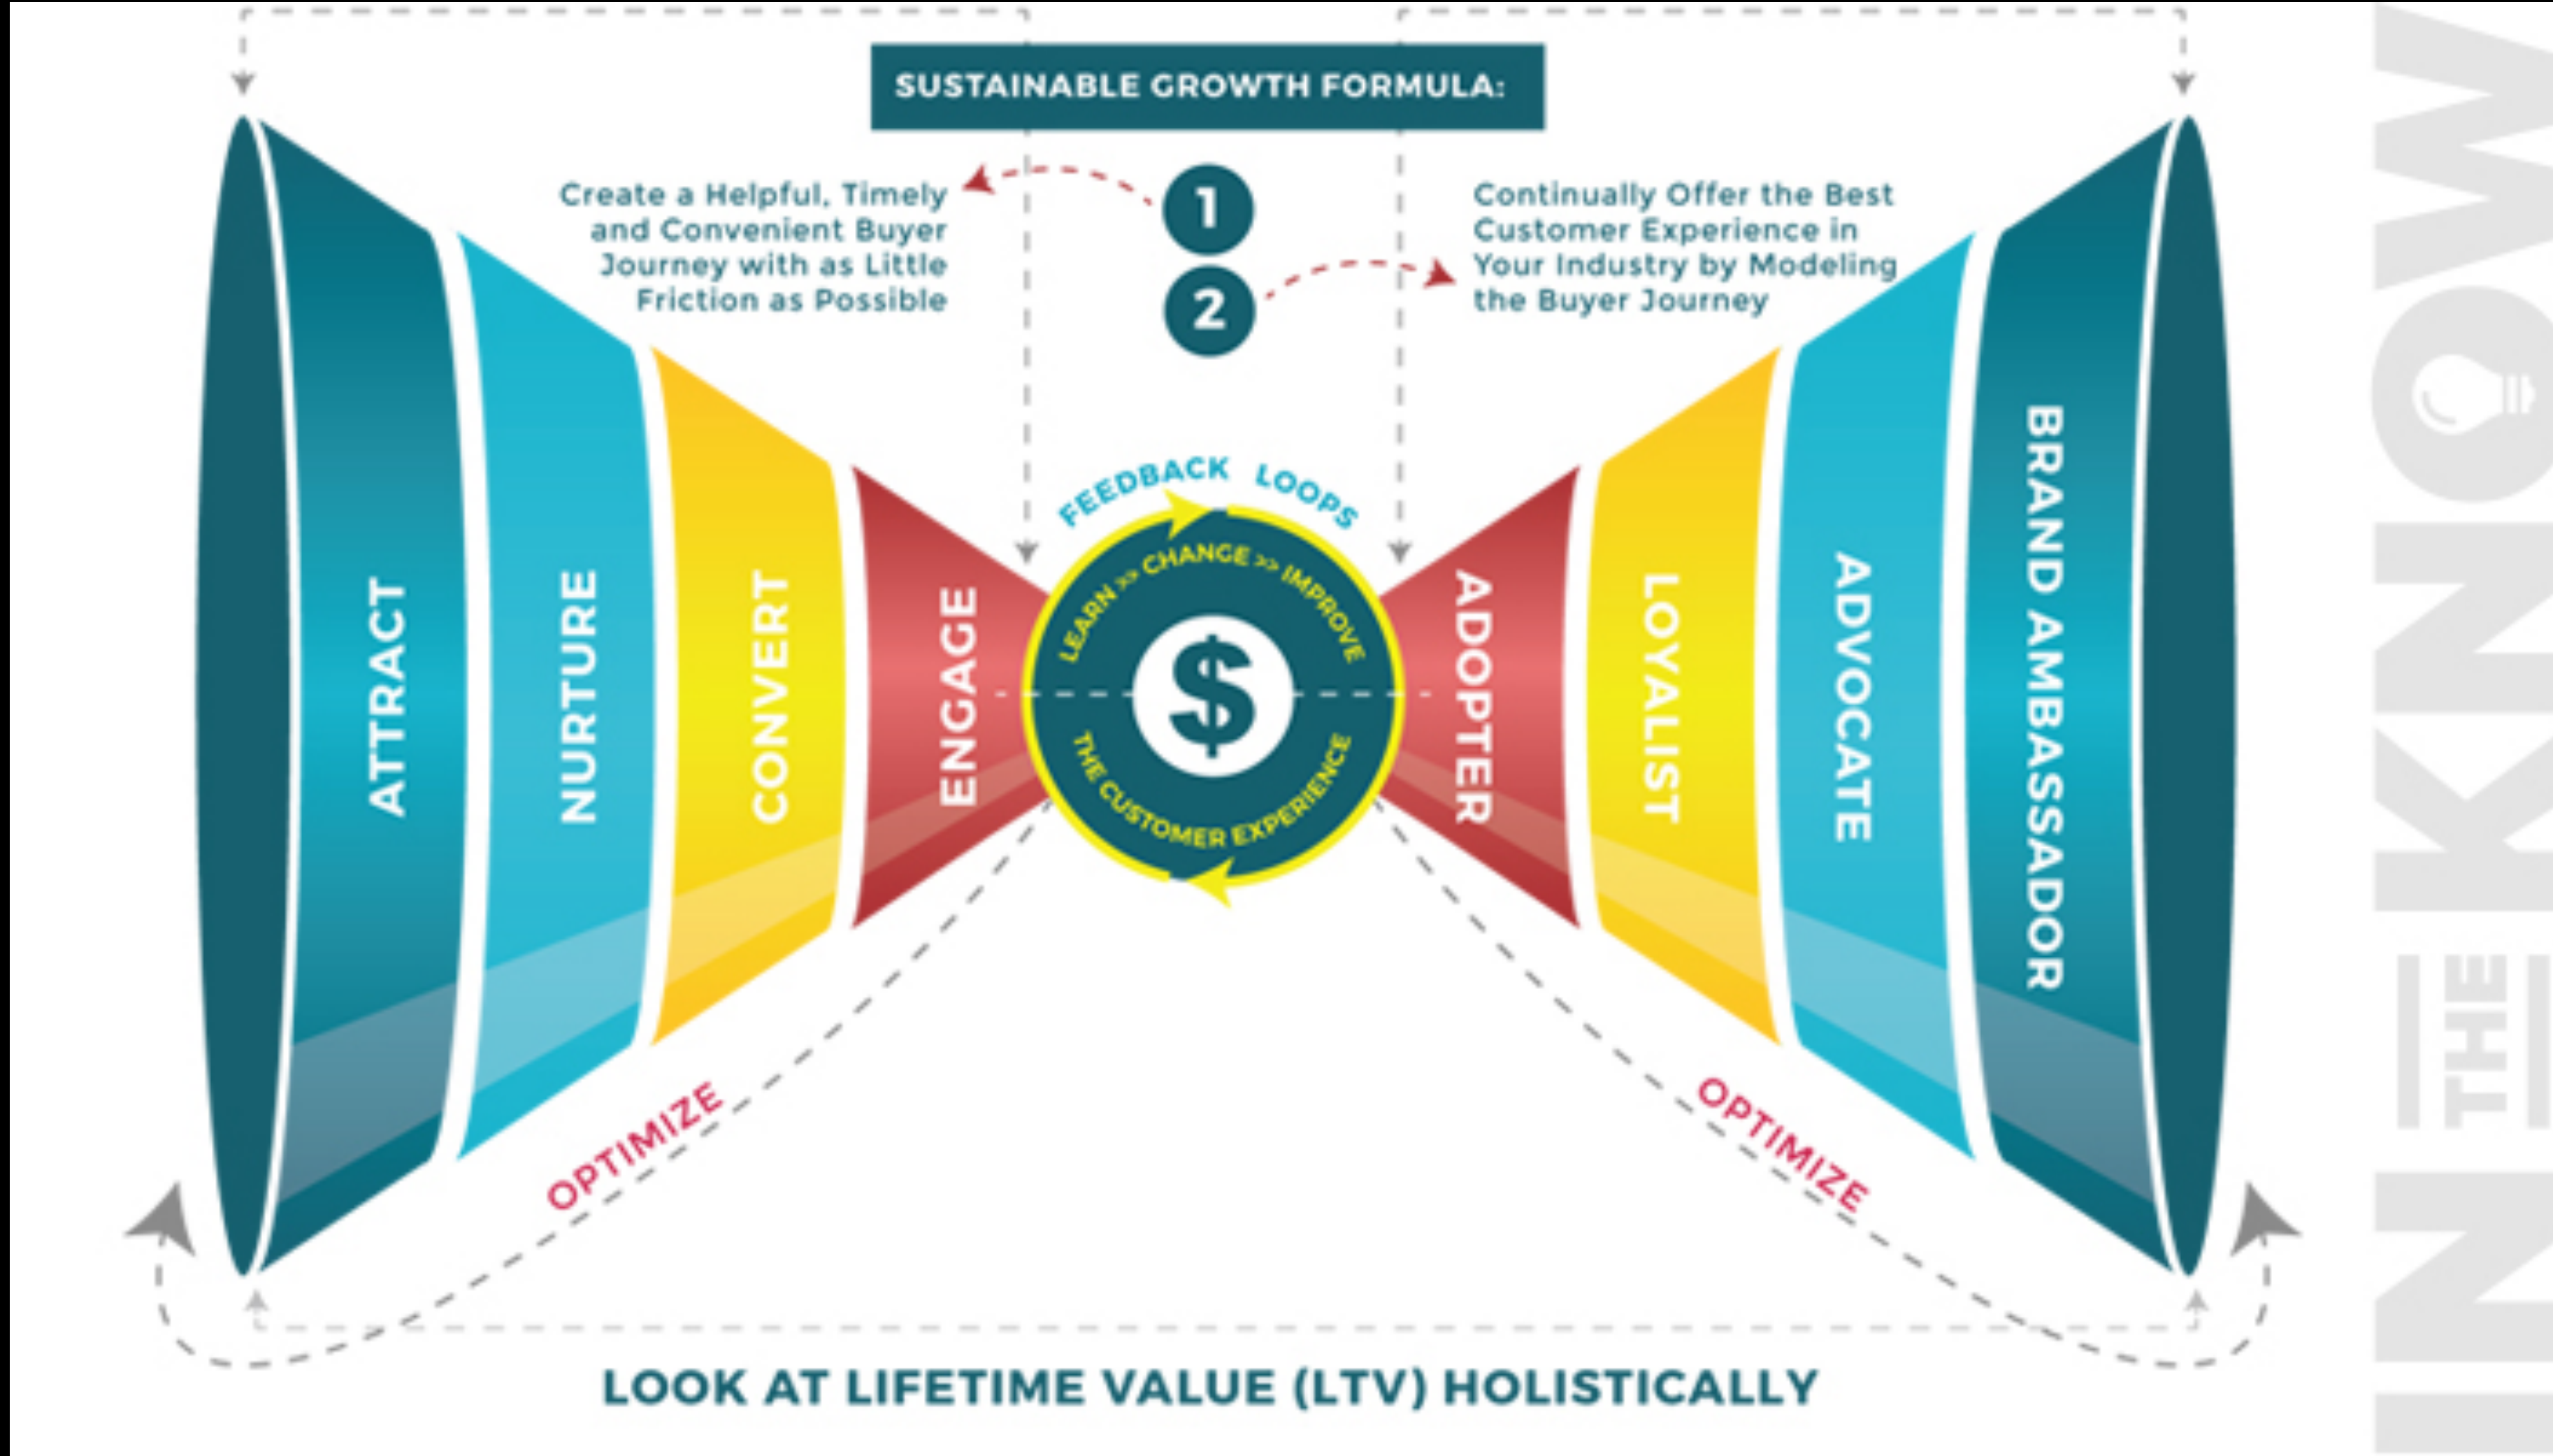 SUSTAINABLE GROWTH FORMULA:
1
Create a Helpful, Timely
and Convenient Buyer
Journey with as Little
Friction as Possible
2
Continually Offer the Best
Customer Experience in
Your Industry by Modeling
the Buyer Journey
ATTRACT
NURTURE
CONVERT
ENGAGE
FEEDBACK LOOPS
LEARN >> CHANGE >> IMPROVE
$
THE CUSTOMER EXPERIENCE
ADOPTER
LOYALIST
ADVOCATE
BRAND AMBASSADOR
OPTIMIZE
OPTIMIZE
LOOK AT LIFETIME VALUE (LTV) HOLISTICALLY
IN THE KNOW